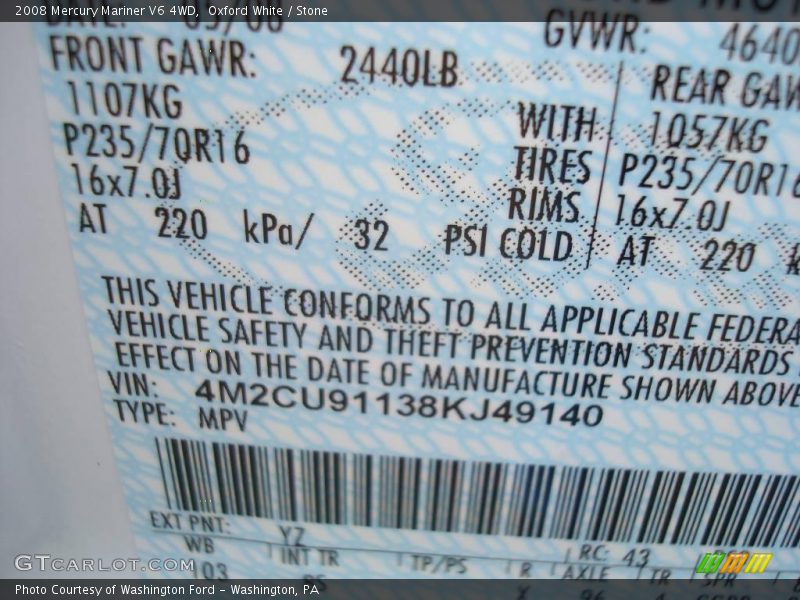 2008 Mercury Mariner V6 4WD, Oxford White / Stone
GVWR: 4640
FRONT GAWR: 2440LB REAR GAW
1107KG WITH 1057KG
P235/70R16 TIRES P235/70R16
16x7.0J RIMS 16x7.0J
AT 220 kPa/ 32 PSI COLD AT 220
THIS VEHICLE CONFORMS TO ALL APPLICABLE FEDERA
VEHICLE SAFETY AND THEFT PREVENTION STANDARDS
EFFECT ON THE DATE OF MANUFACTURE SHOWN ABOVE
VIN: 4M2CU91138KJ49140
TYPE: MPV
EXT PNT: YZ RC: 43
WB INT TR TP/PS R AXLE TR SPR
103
GTCarLot.com
Photo Courtesy of Washington Ford - Washington, PA